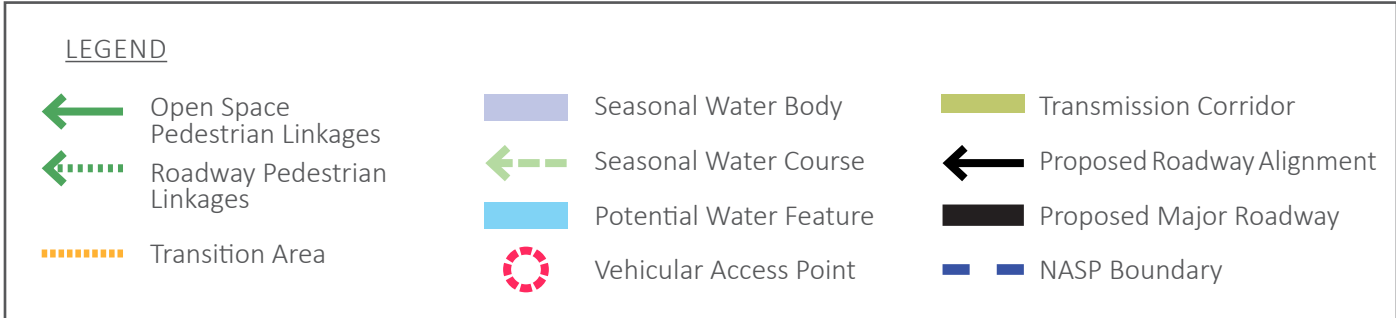 LEGEND
Open Space
Pedestrian Linkages
Roadway Pedestrian
Linkages
Transition Area
Seasonal Water Body
Seasonal Water Course
Potential Water Feature
Vehicular Access Point
Transmission Corridor
Proposed Roadway Alignment
Proposed Major Roadway
NASP Boundary